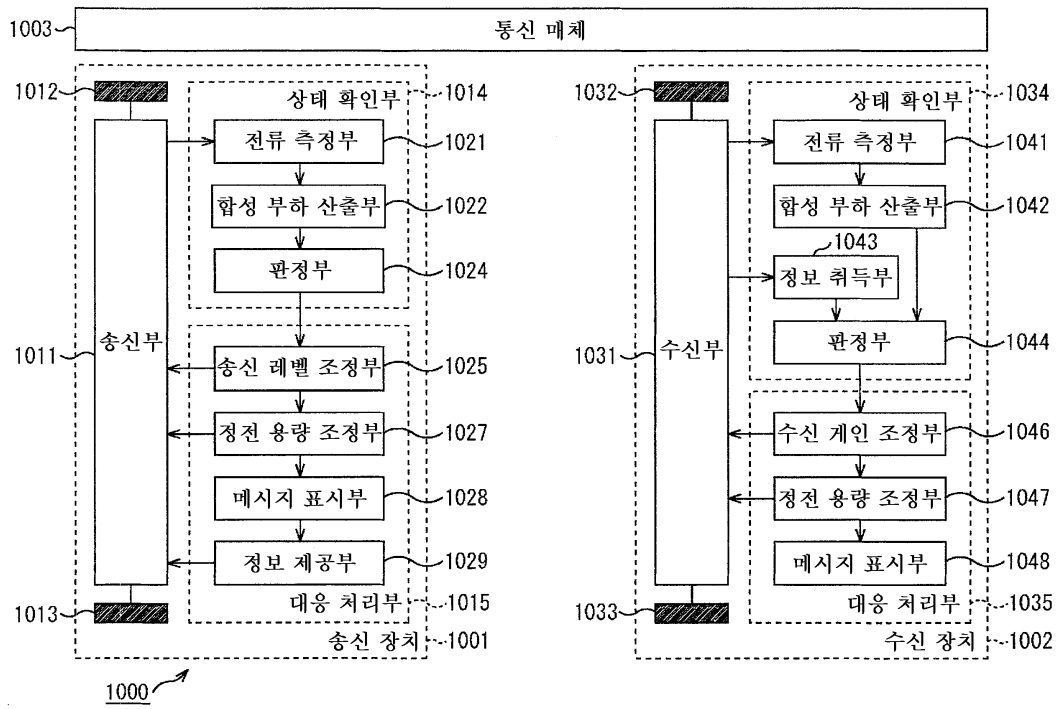 1003
통신 매체
1012
상태 확인부
1014
전류 측정부
1021
합성 부하 산출부
1022
판정부
1024
1011
송신부
송신 레벨 조정부
1025
정전 용량 조정부
1027
메시지 표시부
1028
정보 제공부
1029
1013
대응 처리부
1015
송신 장치
1001
1032
상태 확인부
1034
전류 측정부
1041
합성 부하 산출부
1042
1043
정보 취득부
판정부
1044
1031
수신부
수신 게인 조정부
1046
정전 용량 조정부
1047
메시지 표시부
1048
1033
대응 처리부
1035
수신 장치
1002
1000